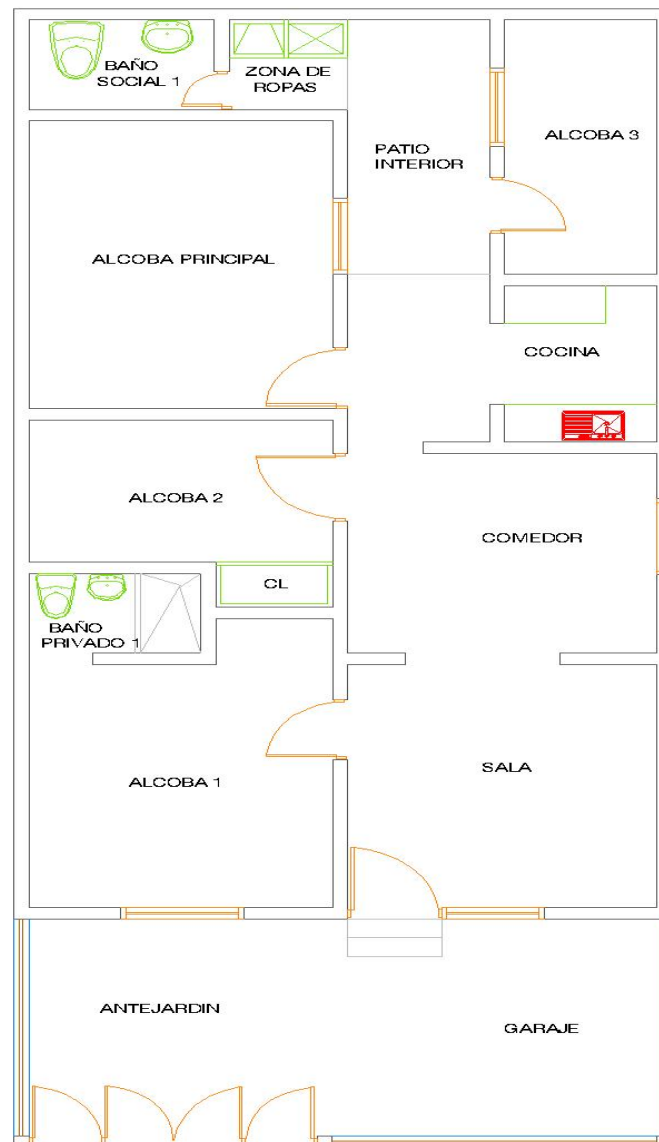 BAÑO
SOCIAL 1
ZONA DE
ROPAS
PATIO
INTERIOR
ALCOBA 3
ALCOBA PRINCIPAL
COCINA
ALCOBA 2
COMEDOR
CL
BAÑO
PRIVADO 1
ALCOBA 1
SALA
ANTEJARDIN
GARAJE